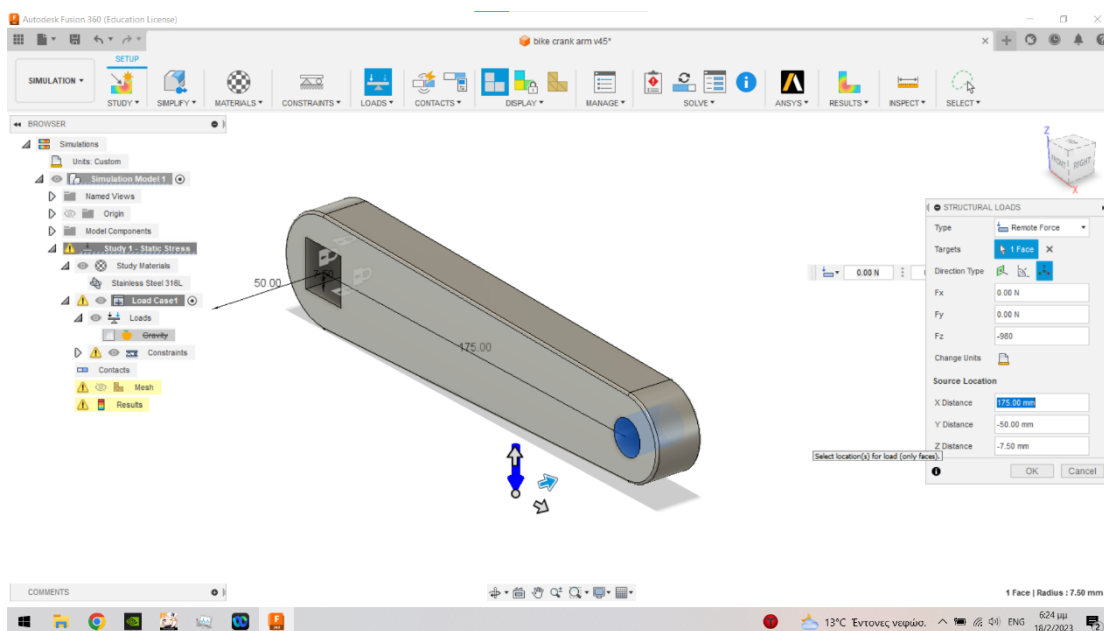 Autodesk Fusion 360 (Education License)
bike crank arm v45*
SETUP
SIMULATION
STUDY
SIMPLIFY
MATERIALS
CONSTRAINTS
LOADS
CONTACTS
DISPLAY
MANAGE
SOLVE
ANSYS
RESULTS
INSPECT
SELECT
BROWSER
Simulations
Units: Custom
Simulation Model 1
Named Views
Origin
Model Components
Study 1 - Static Stress
Study Materials
Stainless Steel 316L
Load Case1
Loads
Gravity
Constraints
Contacts
Mesh
Results
50.00
7.50
175.00
Z
FRONT
RIGHT
X
0.00 N
STRUCTURAL LOADS
Type Remote Force
Targets 1 Face
Direction Type
Fx 0.00 N
Fy 0.00 N
Fz -980
Change Units
Source Location
X Distance 175.00 mm
Y Distance -50.00 mm
Z Distance -7.50 mm
Select location(s) for load (only faces).
OK Cancel
COMMENTS
1 Face | Radius : 7.50 mm
13°C Έντονες νεφώσ.
ENG
6:24 μμ
18/2/2023